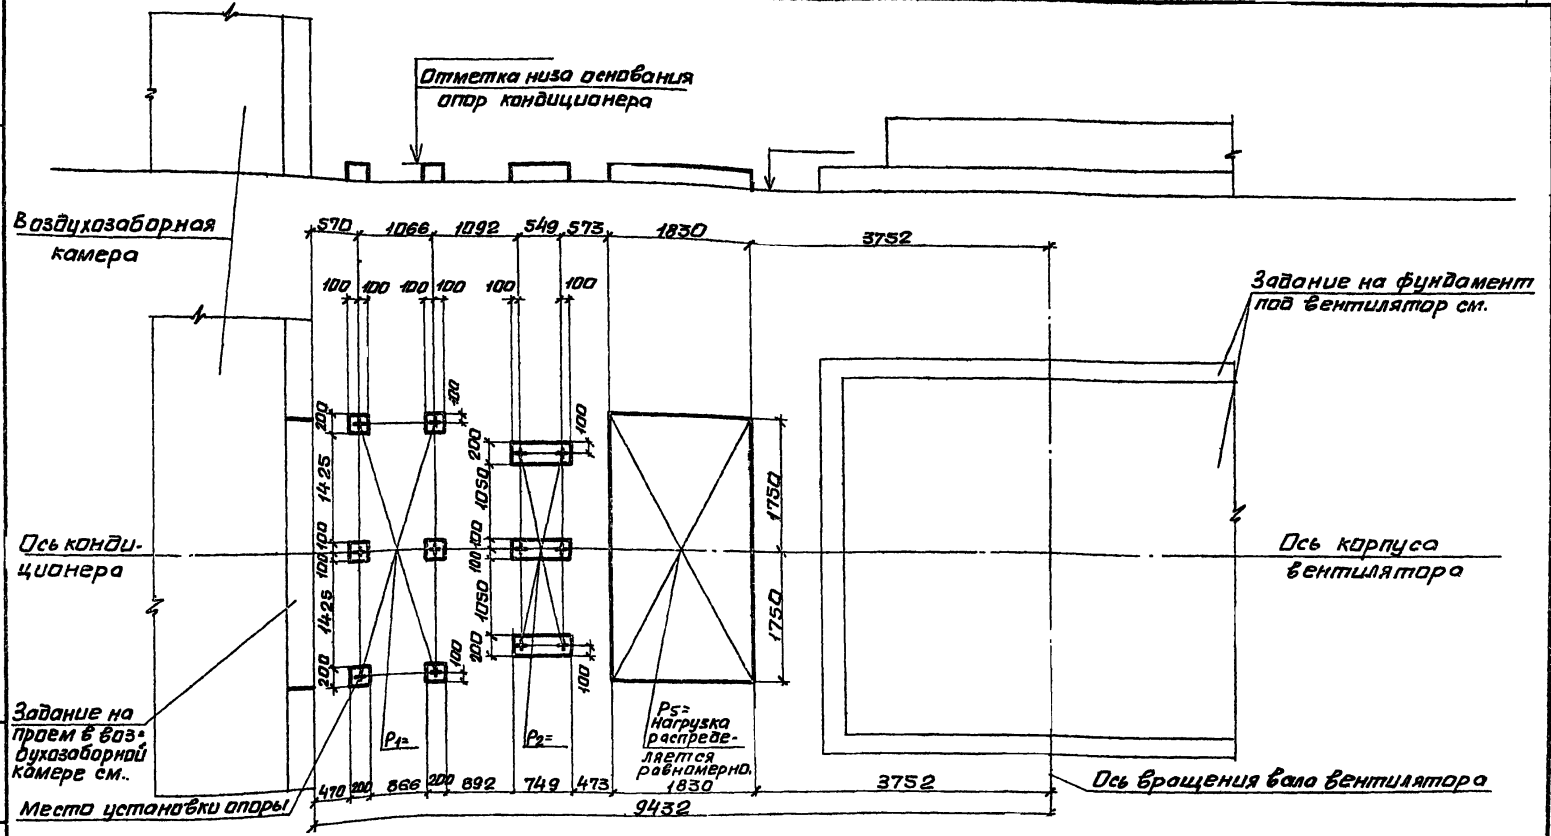 Отметка низа основания
опор кондиционера
Воздухозаборная
камера
570 1066 1092 549 573 1830 3752
100 100 100 100 100 100
Задание на фундамент
под вентилятор см.
200 100
200 100
1425 1050 1750
Ось конди-
ционера
100 100
100 100
Ось корпуса
вентилятора
1425 1050 1750
200 100
200 100
Задание на
проем в воз-
духозаборной
камере см..
P1=
P2=
P5=
нагрузка
распреде-
ляется
равномерно.
470 200 866 200 892 749 473 1830 3752
Место установки опоры
9432
Ось вращения вала вентилятора